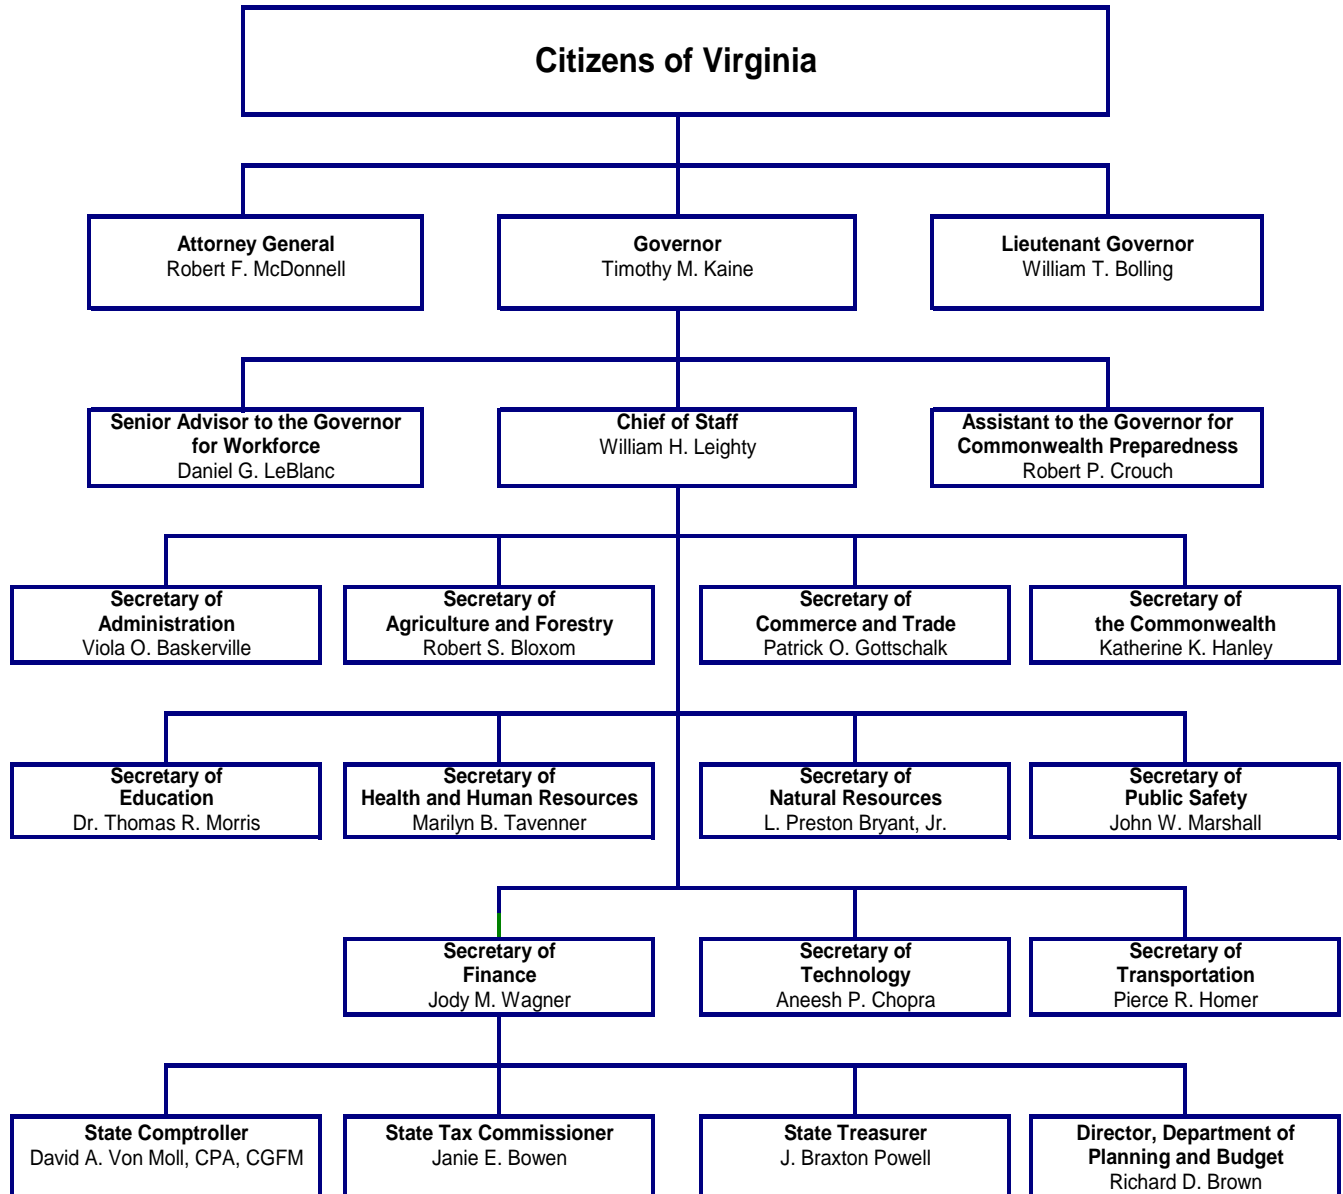 Citizens of Virginia
Attorney General
Robert F. McDonnell
Governor
Timothy M. Kaine
Lieutenant Governor
William T. Bolling
Senior Advisor to the Governor
for Workforce
Daniel G. LeBlanc
Chief of Staff
William H. Leighty
Assistant to the Governor for
Commonwealth Preparedness
Robert P. Crouch
Secretary of
Administration
Viola O. Baskerville
Secretary of
Agriculture and Forestry
Robert S. Bloxom
Secretary of
Commerce and Trade
Patrick O. Gottschalk
Secretary of
the Commonwealth
Katherine K. Hanley
Secretary of
Education
Dr. Thomas R. Morris
Secretary of
Health and Human Resources
Marilyn B. Tavenner
Secretary of
Natural Resources
L. Preston Bryant, Jr.
Secretary of
Public Safety
John W. Marshall
Secretary of
Finance
Jody M. Wagner
Secretary of
Technology
Aneesh P. Chopra
Secretary of
Transportation
Pierce R. Homer
State Comptroller
David A. Von Moll, CPA, CGFM
State Tax Commissioner
Janie E. Bowen
State Treasurer
J. Braxton Powell
Director, Department of
Planning and Budget
Richard D. Brown